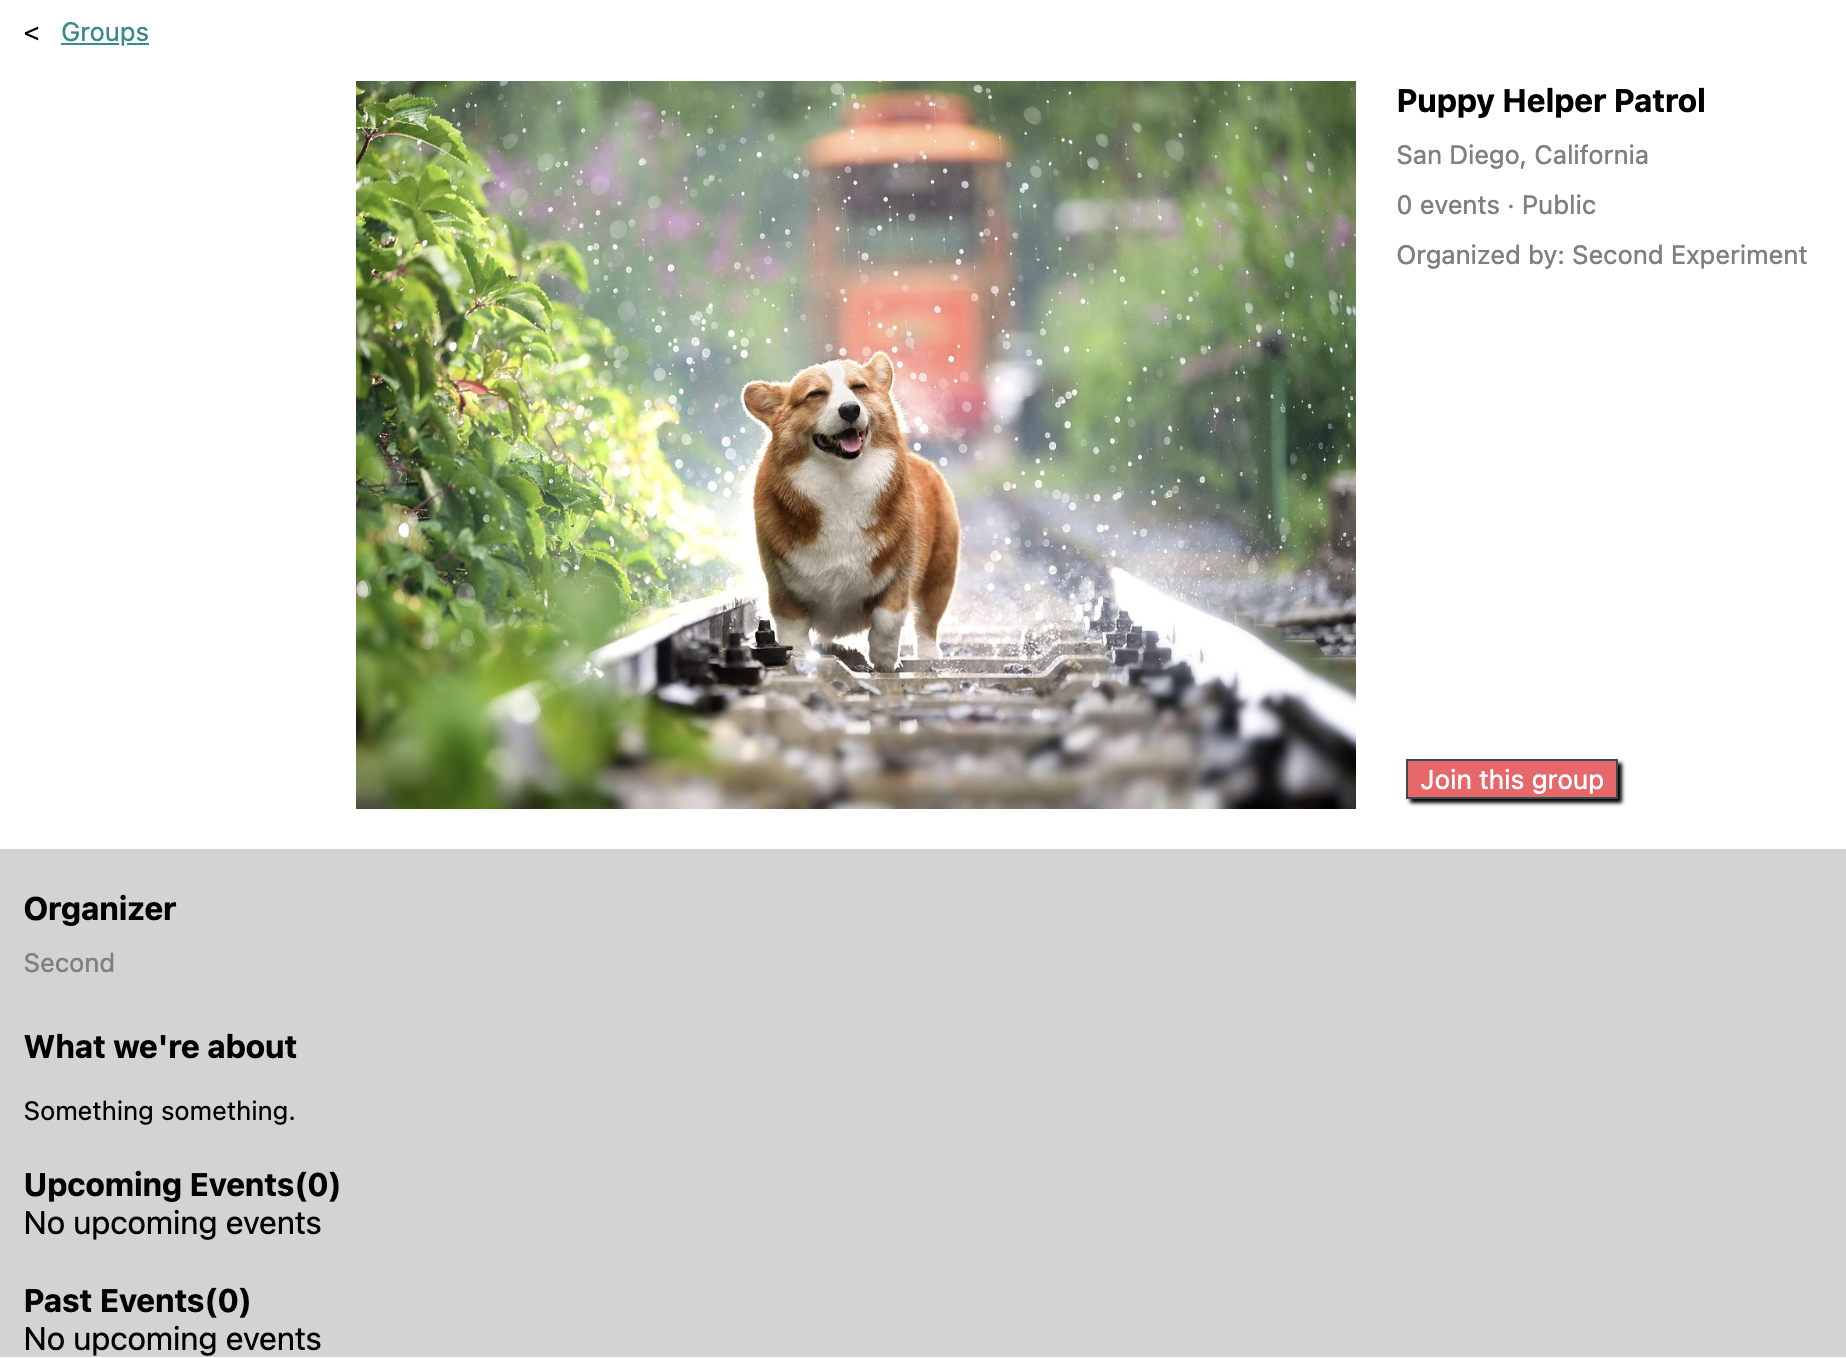 < Groups
Puppy Helper Patrol
San Diego, California
0 events · Public
Organized by: Second Experiment
Join this group
Organizer
Second
What we're about
Something something.
Upcoming Events(0)
No upcoming events
Past Events(0)
No upcoming events